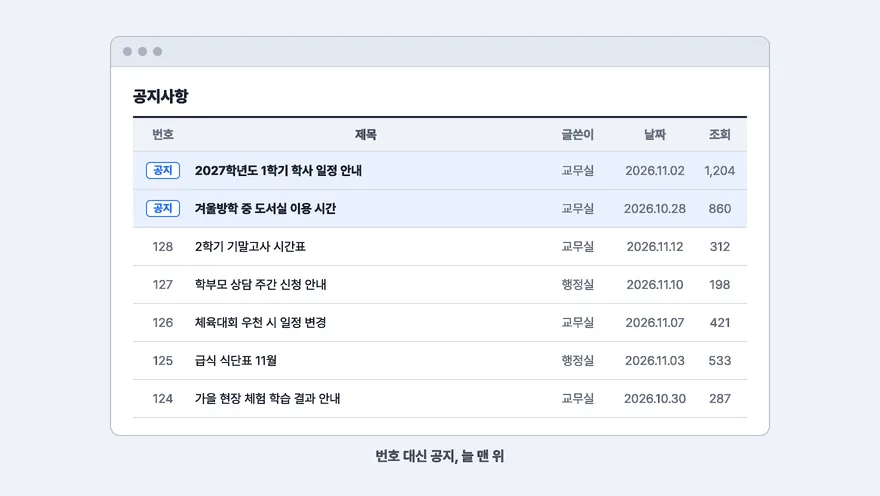 공지사항
번호 제목 글쓴이 날짜 조회
공지 2027학년도 1학기 학사 일정 안내 교무실 2026.11.02 1,204
공지 겨울방학 중 도서실 이용 시간 교무실 2026.10.28 860
128 2학기 기말고사 시간표 교무실 2026.11.12 312
127 학부모 상담 주간 신청 안내 행정실 2026.11.10 198
126 체육대회 우천 시 일정 변경 교무실 2026.11.07 421
125 급식 식단표 11월 행정실 2026.11.03 533
124 가을 현장 체험 학습 결과 안내 교무실 2026.10.30 287
번호 대신 공지, 늘 맨 위